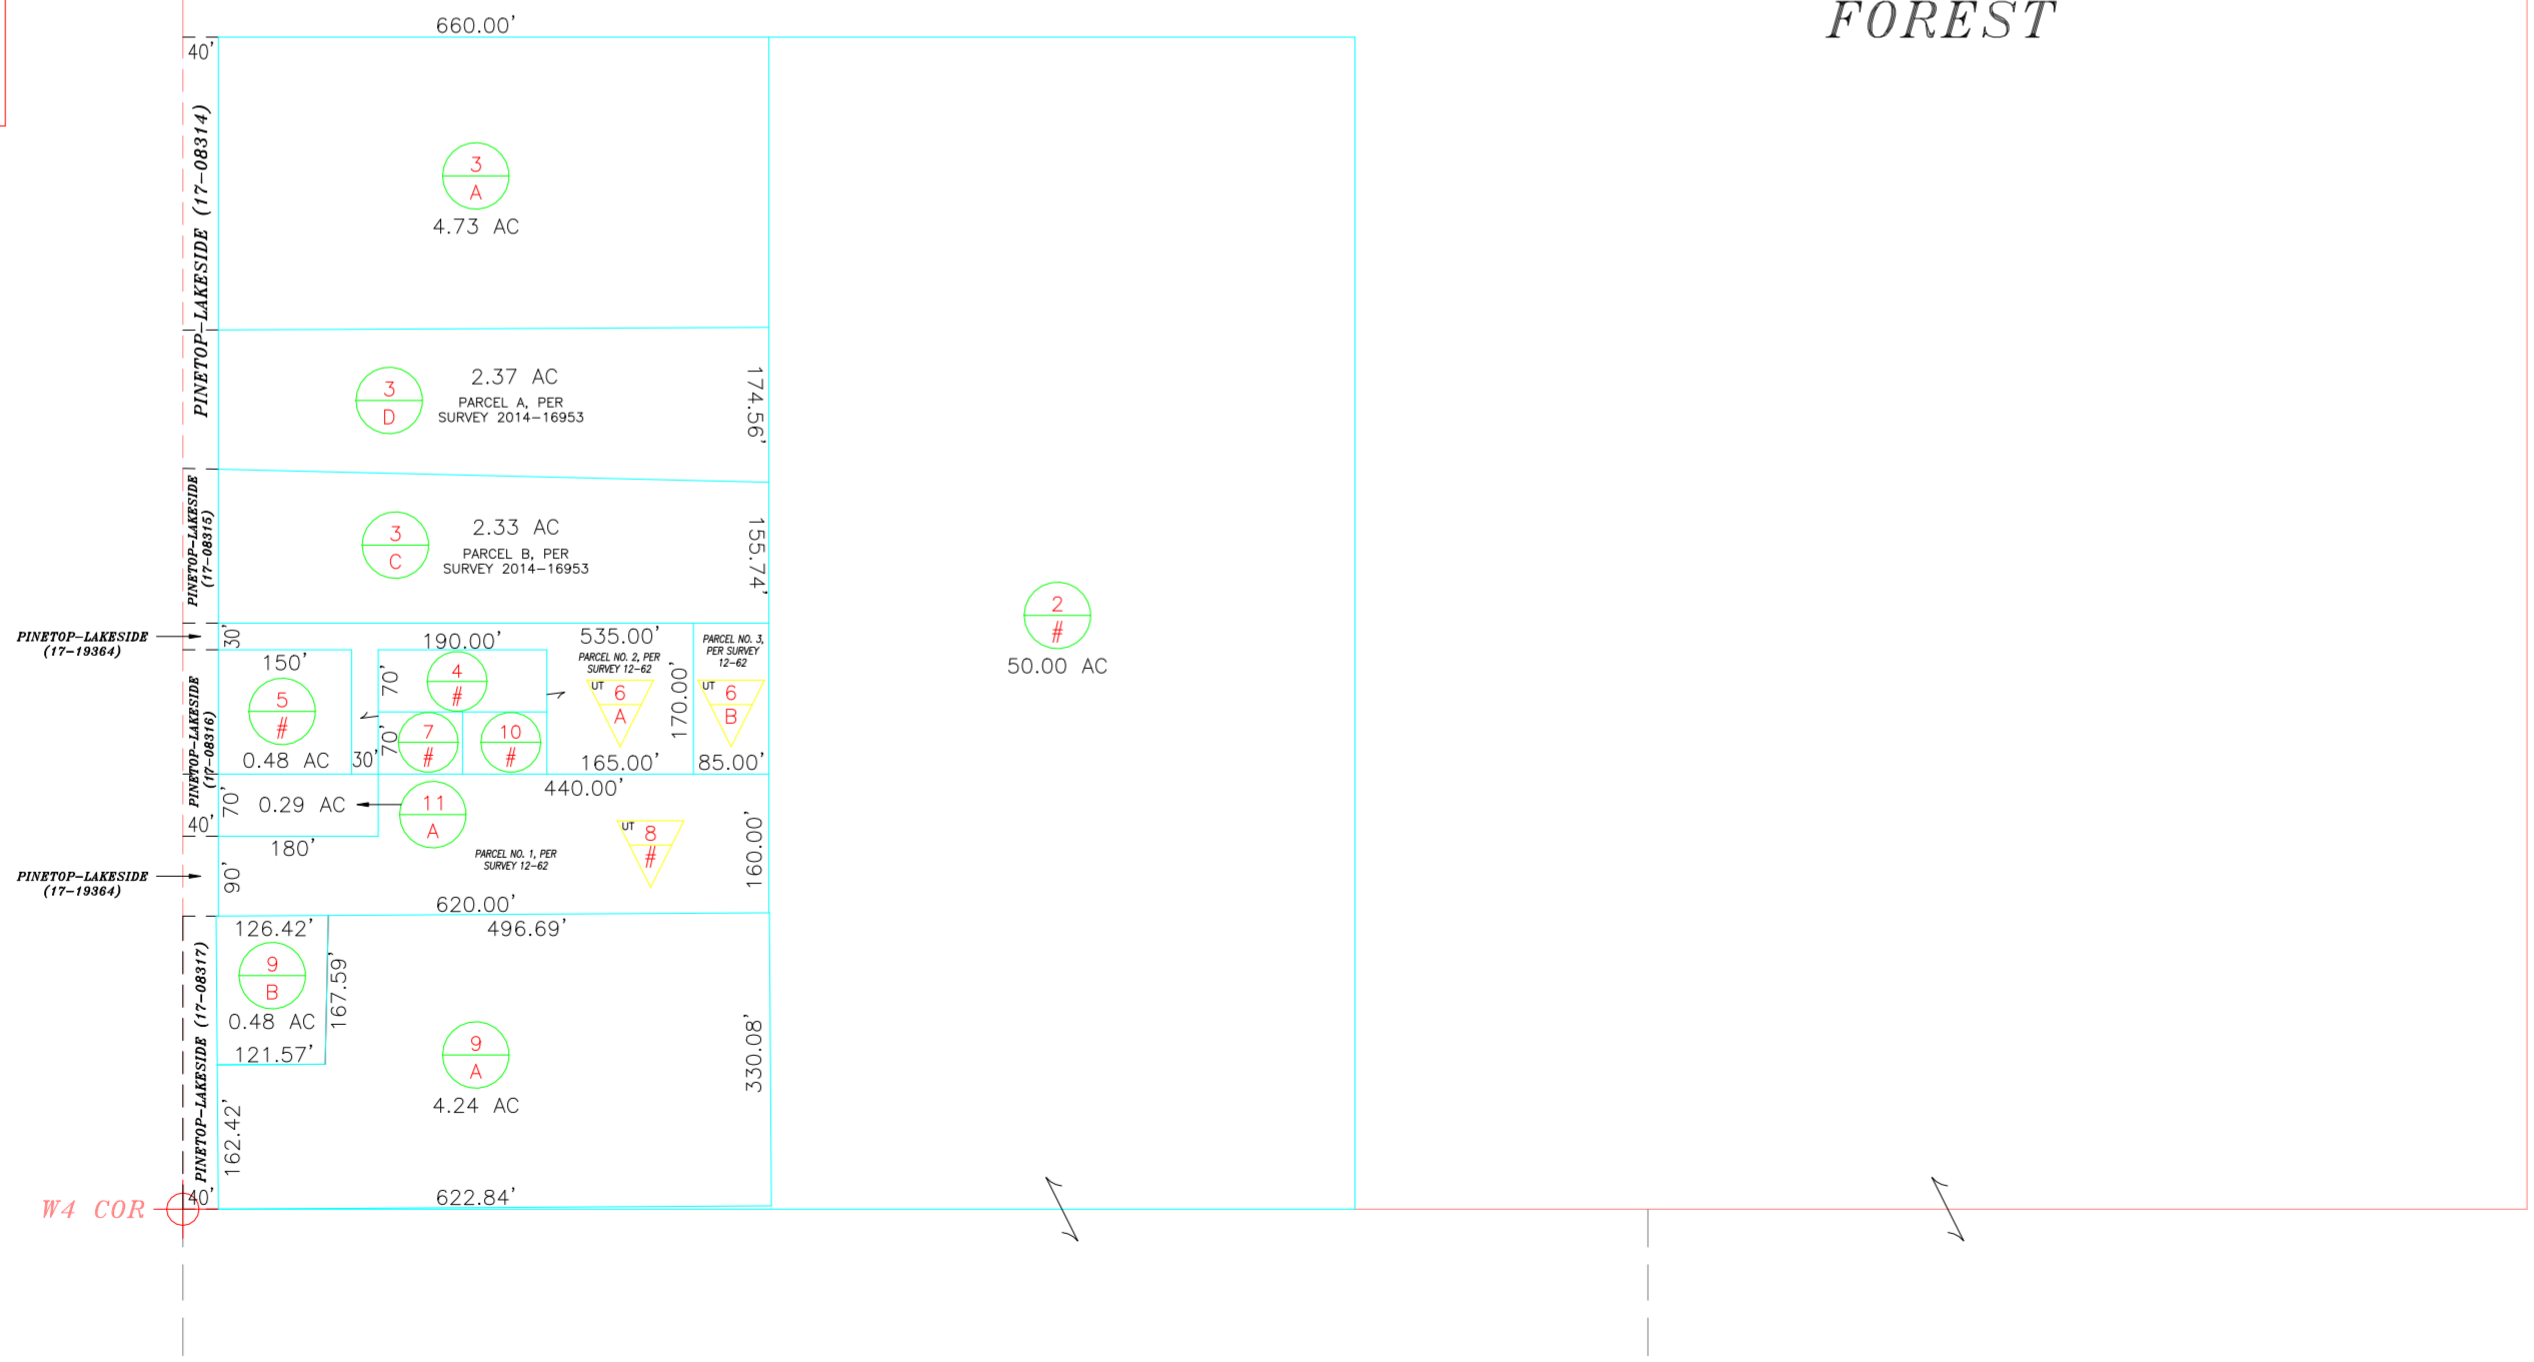 FOREST
660.00'
40'
PINETOP-LAKESIDE (17-08314)
3
A
4.73 AC
3
D
2.37 AC
PARCEL A, PER
SURVEY 2014-16953
174.56'
PINETOP-LAKESIDE
(17-08315)
3
C
2.33 AC
PARCEL B, PER
SURVEY 2014-16953
155.74'
2
#
50.00 AC
PINETOP-LAKESIDE
(17-19364)
30'
190.00'
535.00'
PARCEL NO. 2, PER
SURVEY 12-62
PARCEL NO. 3,
PER SURVEY
12-62
150'
70'
4
#
UT
6
A
170.00'
UT
6
B
PINETOP-LAKESIDE
(17-08316)
5
#
0.48 AC
30'
70'
7
#
10
#
165.00'
85.00'
440.00'
70'
0.29 AC
11
A
40'
180'
UT
8
#
160.00'
PARCEL NO. 1, PER
SURVEY 12-62
PINETOP-LAKESIDE
(17-19364)
90'
620.00'
126.42'
496.69'
PINETOP-LAKESIDE (17-08317)
9
B
0.48 AC
167.59'
121.57'
9
A
4.24 AC
330.08'
162.42'
40'
622.84'
W4 COR